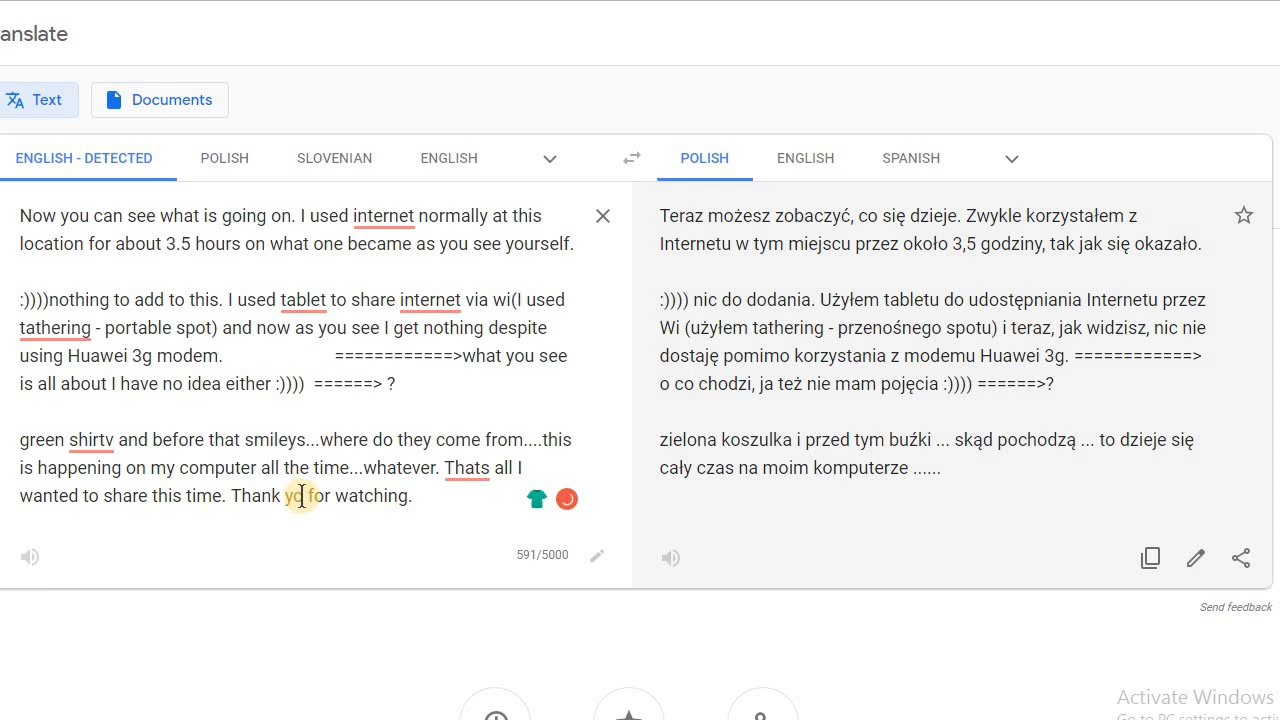 anslate
Text
Documents
ENGLISH - DETECTED
POLISH
SLOVENIAN
ENGLISH
POLISH
ENGLISH
SPANISH
Now you can see what is going on. I used internet normally at this
location for about 3.5 hours on what one became as you see yourself.
:))))nothing to add to this. I used tablet to share internet via wi(I used
tathering - portable spot) and now as you see I get nothing despite
using Huawei 3g modem. ============>what you see
is all about I have no idea either :)))) ======> ?
green shirtv and before that smileys...where do they come from....this
is happening on my computer all the time...whatever. Thats all I
wanted to share this time. Thank yo for watching.
591/5000
Teraz możesz zobaczyć, co się dzieje. Zwykle korzystałem z
Internetu w tym miejscu przez około 3,5 godziny, tak jak się okazało.
:)))) nic do dodania. Użyłem tabletu do udostępniania Internetu przez
Wi (użyłem tathering - przenośnego spotu) i teraz, jak widzisz, nic nie
dostaję pomimo korzystania z modemu Huawei 3g. ============>
o co chodzi, ja też nie mam pojęcia :)))) ======>?
zielona koszulka i przed tym buźki ... skąd pochodzą ... to dzieje się
cały czas na moim komputerze ......
Send feedback
Activate Windows
Go to PC settings to acti